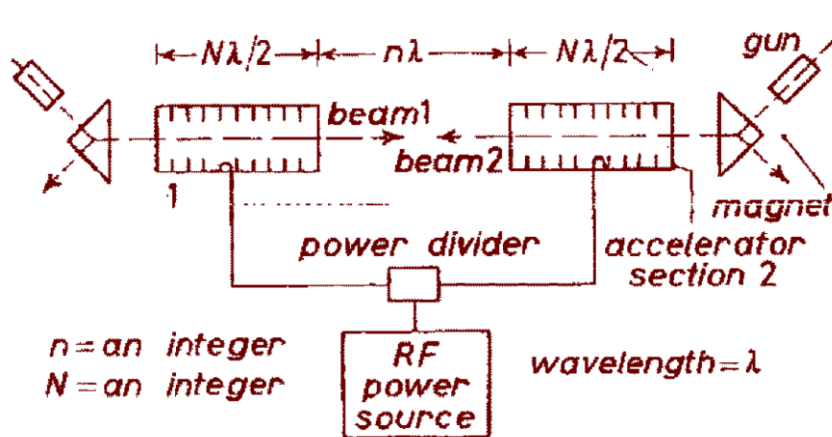 Nλ/2
nλ
Nλ/2
gun
beam1
beam2
1
magnet
power divider
accelerator
section 2
n = an integer
N = an integer
RF
power
source
wavelength = λ